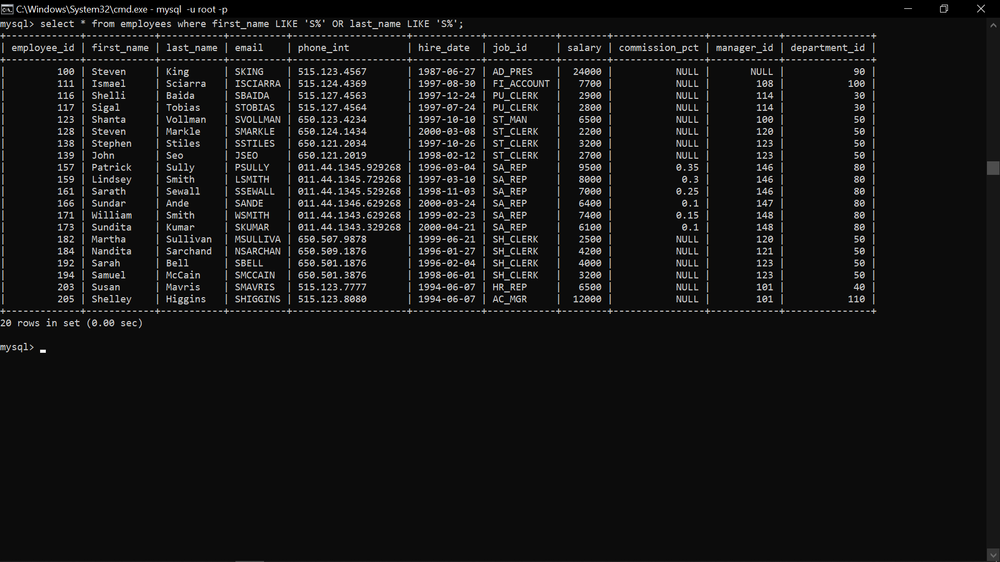 C:\Windows\System32\cmd.exe - mysql  -u root -p
mysql> select * from employees where first_name LIKE 'S%' OR last_name LIKE 'S%';
+-------------+------------+-----------+----------+--------------------+------------+------------+--------+----------------+------------+---------------+
| employee_id | first_name | last_name | email    | phone_int          | hire_date  | job_id     | salary | commission_pct | manager_id | department_id |
+-------------+------------+-----------+----------+--------------------+------------+------------+--------+----------------+------------+---------------+
|         100 | Steven     | King      | SKING    | 515.123.4567       | 1987-06-27 | AD_PRES    |  24000 |           NULL |       NULL |            90 |
|         111 | Ismael     | Sciarra   | ISCIARRA | 515.124.4369       | 1997-08-30 | FI_ACCOUNT |   7700 |           NULL |        108 |           100 |
|         116 | Shelli     | Baida     | SBAIDA   | 515.127.4563       | 1997-12-24 | PU_CLERK   |   2900 |           NULL |        114 |            30 |
|         117 | Sigal      | Tobias    | STOBIAS  | 515.127.4564       | 1997-07-24 | PU_CLERK   |   2800 |           NULL |        114 |            30 |
|         123 | Shanta     | Vollman   | SVOLLMAN | 650.123.4234       | 1997-10-10 | ST_MAN     |   6500 |           NULL |        100 |            50 |
|         128 | Steven     | Markle    | SMARKLE  | 650.124.1434       | 2000-03-08 | ST_CLERK   |   2200 |           NULL |        120 |            50 |
|         138 | Stephen    | Stiles    | SSTILES  | 650.121.2034       | 1997-10-26 | ST_CLERK   |   3200 |           NULL |        123 |            50 |
|         139 | John       | Seo       | JSEO     | 650.121.2019       | 1998-02-12 | ST_CLERK   |   2700 |           NULL |        123 |            50 |
|         157 | Patrick    | Sully     | PSULLY   | 011.44.1345.929268 | 1996-03-04 | SA_REP     |   9500 |           0.35 |        146 |            80 |
|         159 | Lindsey    | Smith     | LSMITH   | 011.44.1345.729268 | 1997-03-10 | SA_REP     |   8000 |            0.3 |        146 |            80 |
|         161 | Sarath     | Sewall    | SSEWALL  | 011.44.1345.529268 | 1998-11-03 | SA_REP     |   7000 |           0.25 |        146 |            80 |
|         166 | Sundar     | Ande      | SANDE    | 011.44.1346.629268 | 2000-03-24 | SA_REP     |   6400 |            0.1 |        147 |            80 |
|         171 | William    | Smith     | WSMITH   | 011.44.1343.629268 | 1999-02-23 | SA_REP     |   7400 |           0.15 |        148 |            80 |
|         173 | Sundita    | Kumar     | SKUMAR   | 011.44.1343.329268 | 2000-04-21 | SA_REP     |   6100 |            0.1 |        148 |            80 |
|         182 | Martha     | Sullivan  | MSULLIVA | 650.507.9878       | 1999-06-21 | SH_CLERK   |   2500 |           NULL |        120 |            50 |
|         184 | Nandita    | Sarchand  | NSARCHAN | 650.509.1876       | 1996-01-27 | SH_CLERK   |   4200 |           NULL |        121 |            50 |
|         192 | Sarah      | Bell      | SBELL    | 650.501.1876       | 1996-02-04 | SH_CLERK   |   4000 |           NULL |        123 |            50 |
|         194 | Samuel     | McCain    | SMCCAIN  | 650.501.3876       | 1998-06-01 | SH_CLERK   |   3200 |           NULL |        123 |            50 |
|         203 | Susan      | Mavris    | SMAVRIS  | 515.123.7777       | 1994-06-07 | HR_REP     |   6500 |           NULL |        101 |            40 |
|         205 | Shelley    | Higgins   | SHIGGINS | 515.123.8080       | 1994-06-07 | AC_MGR     |  12000 |           NULL |        101 |           110 |
+-------------+------------+-----------+----------+--------------------+------------+------------+--------+----------------+------------+---------------+
20 rows in set (0.00 sec)
mysql> _